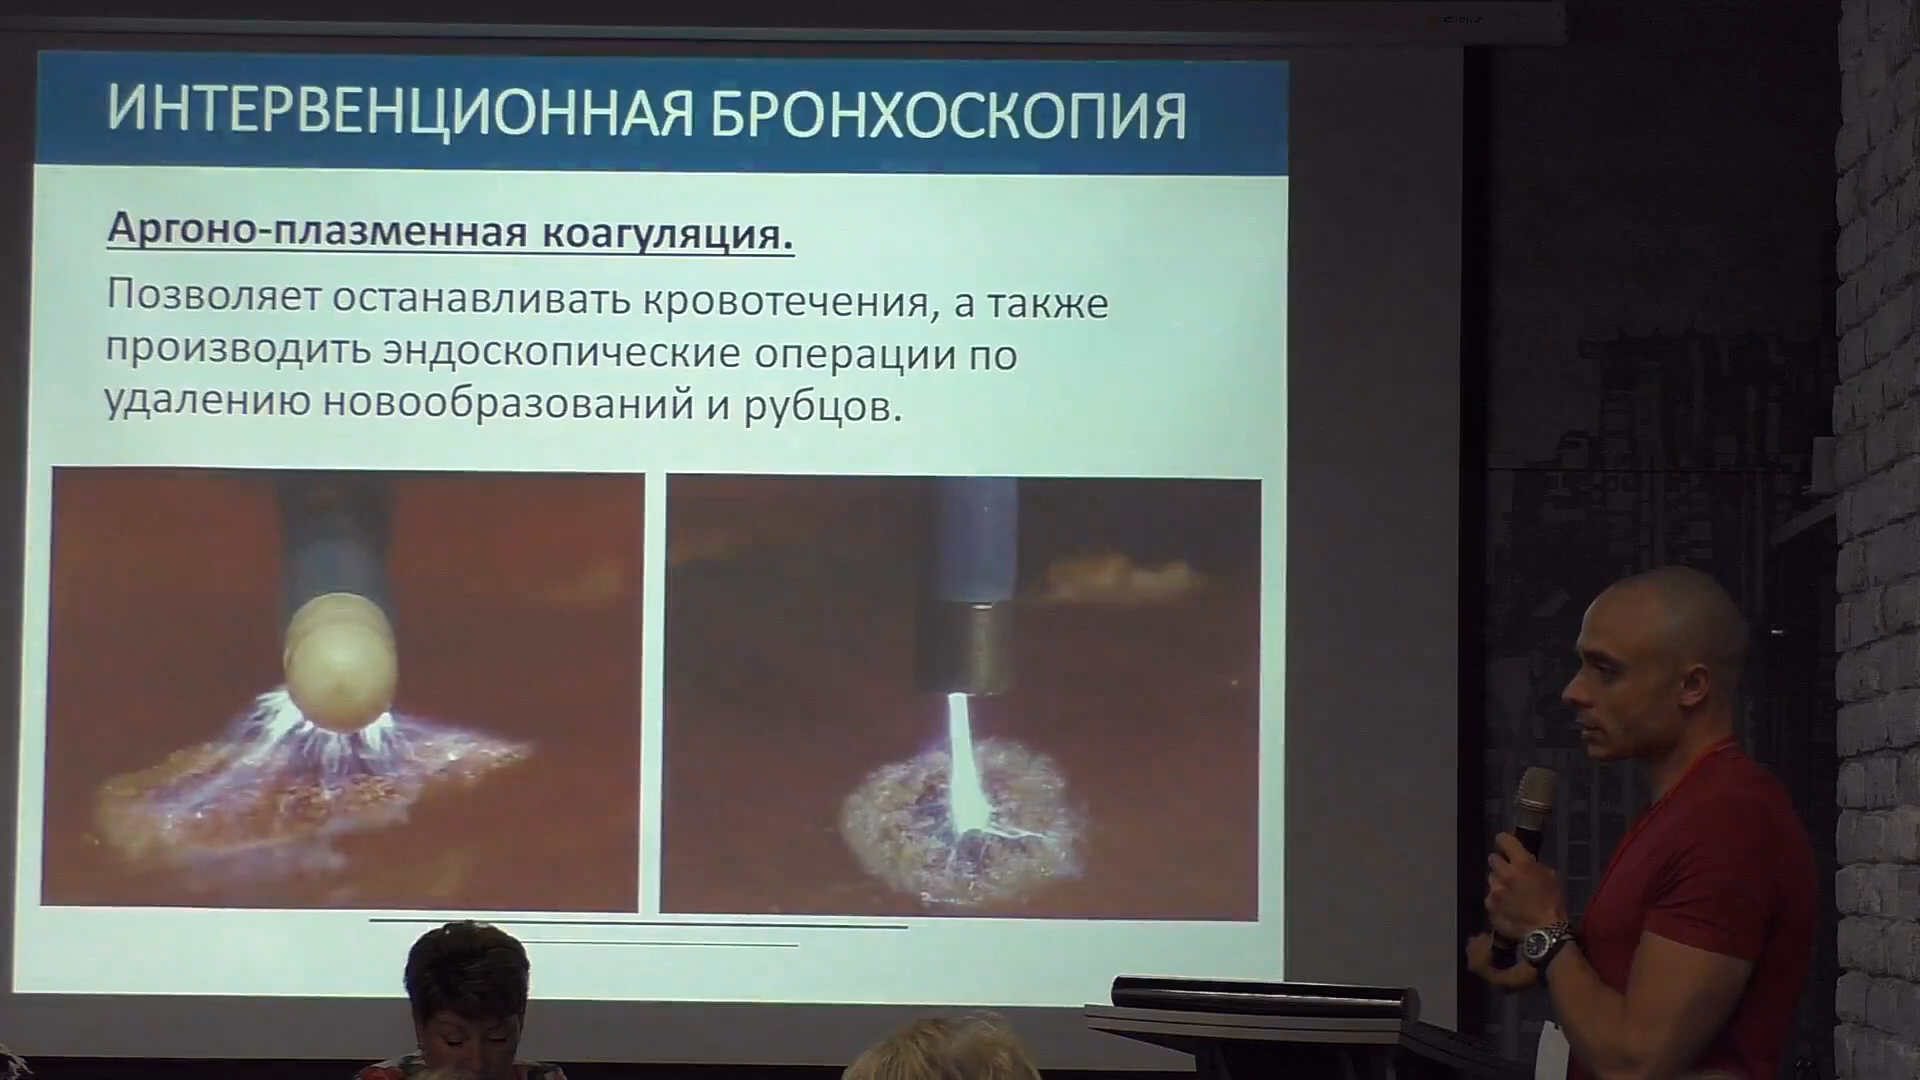 ИНТЕРВЕНЦИОННАЯ БРОНХОСКОПИЯ
Аргоно-плазменная коагуляция.
Позволяет останавливать кровотечения, а также
производить эндоскопические операции по
удалению новообразований и рубцов.